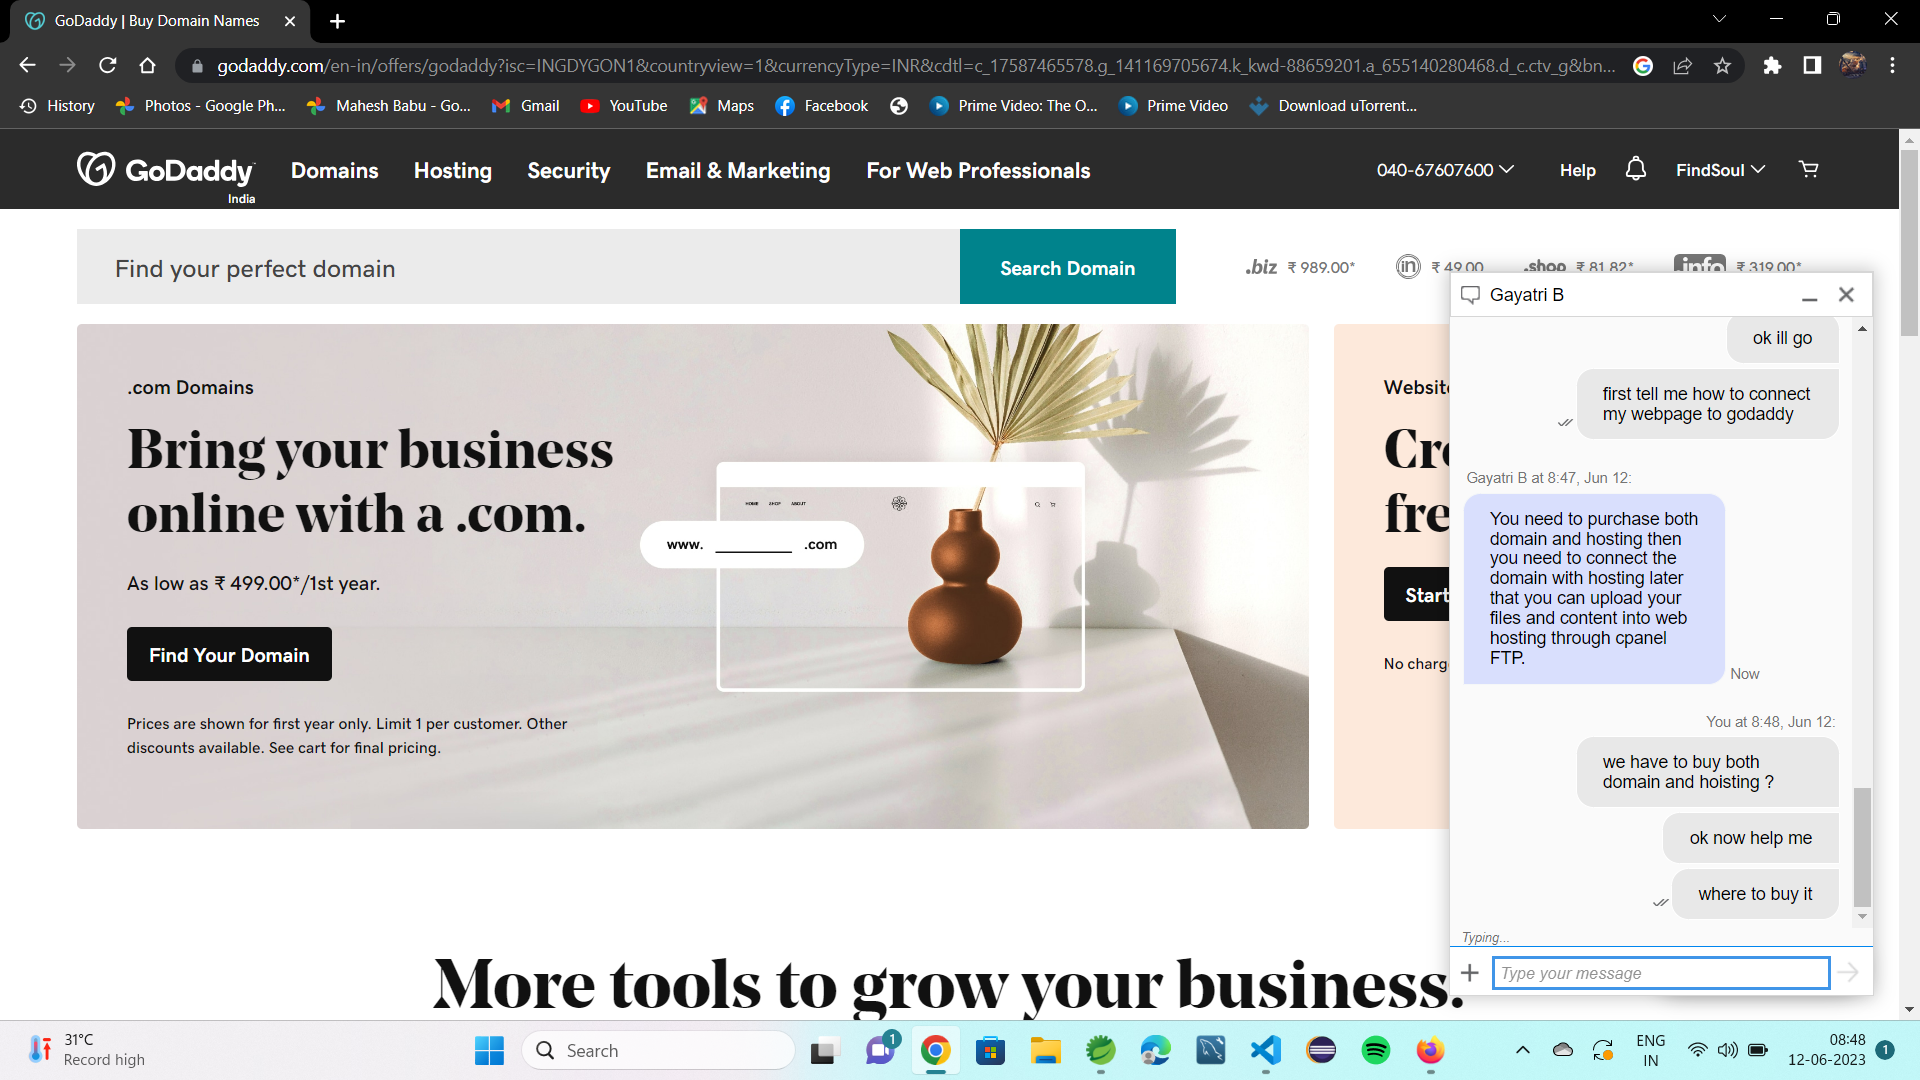 GoDaddy | Buy Domain Names
godaddy.com/en-in/offers/godaddy?isc=INGDYGON1&countryview=1&currencyType=INR&cdtl=c_17587465578.g_141169705674.k_kwd-88659201.a_655140280468.d_c.ctv_g&bn...
History
Photos - Google Ph...
Mahesh Babu - Go...
Gmail
YouTube
Maps
Facebook
Prime Video: The O...
Prime Video
Download uTorrent...
GoDaddy
India
Domains
Hosting
Security
Email & Marketing
For Web Professionals
040-67607600
Help
FindSoul
Find your perfect domain
Search Domain
.biz ₹ 989.00*
in ₹ 49.00
.shop ₹ 81.82*
.info ₹ 319.00*
.com Domains
Bring your business
online with a .com.
As low as ₹ 499.00*/1st year.
Find Your Domain
Prices are shown for first year only. Limit 1 per customer. Other
discounts available. See cart for final pricing.
HOME SHOP ABOUT
www. ________ .com
Website
Cre
fre
Start
No charg
More tools to grow your business.
Gayatri B
ok ill go
first tell me how to connect
my webpage to godaddy
Gayatri B at 8:47, Jun 12:
You need to purchase both
domain and hosting then
you need to connect the
domain with hosting later
that you can upload your
files and content into web
hosting through cpanel
FTP.
Now
You at 8:48, Jun 12:
we have to buy both
domain and hoisting ?
ok now help me
where to buy it
Typing...
Type your message
31°C
Record high
Search
1
ENG
IN
08:48
12-06-2023
1